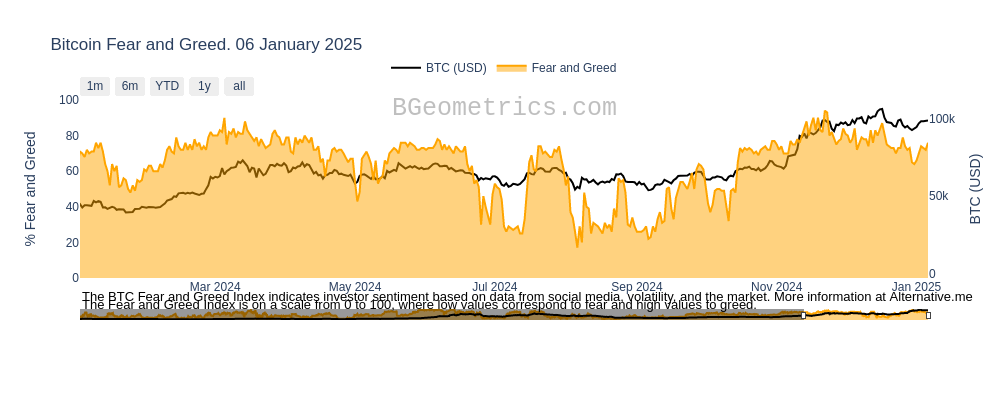 Bitcoin Fear and Greed. 06 January 2025
BTC (USD) Fear and Greed
1m 6m YTD 1y all
BGeometrics.com
100
80
60
40
20
0
% Fear and Greed
100k
50k
0
BTC (USD)
Mar 2024 May 2024 Jul 2024 Sep 2024 Nov 2024 Jan 2025
The BTC Fear and Greed Index indicates investor sentiment based on data from social media, volatility, and the market. More information at Alternative.me
The Fear and Greed Index is on a scale from 0 to 100, where low values correspond to fear and high values to greed.